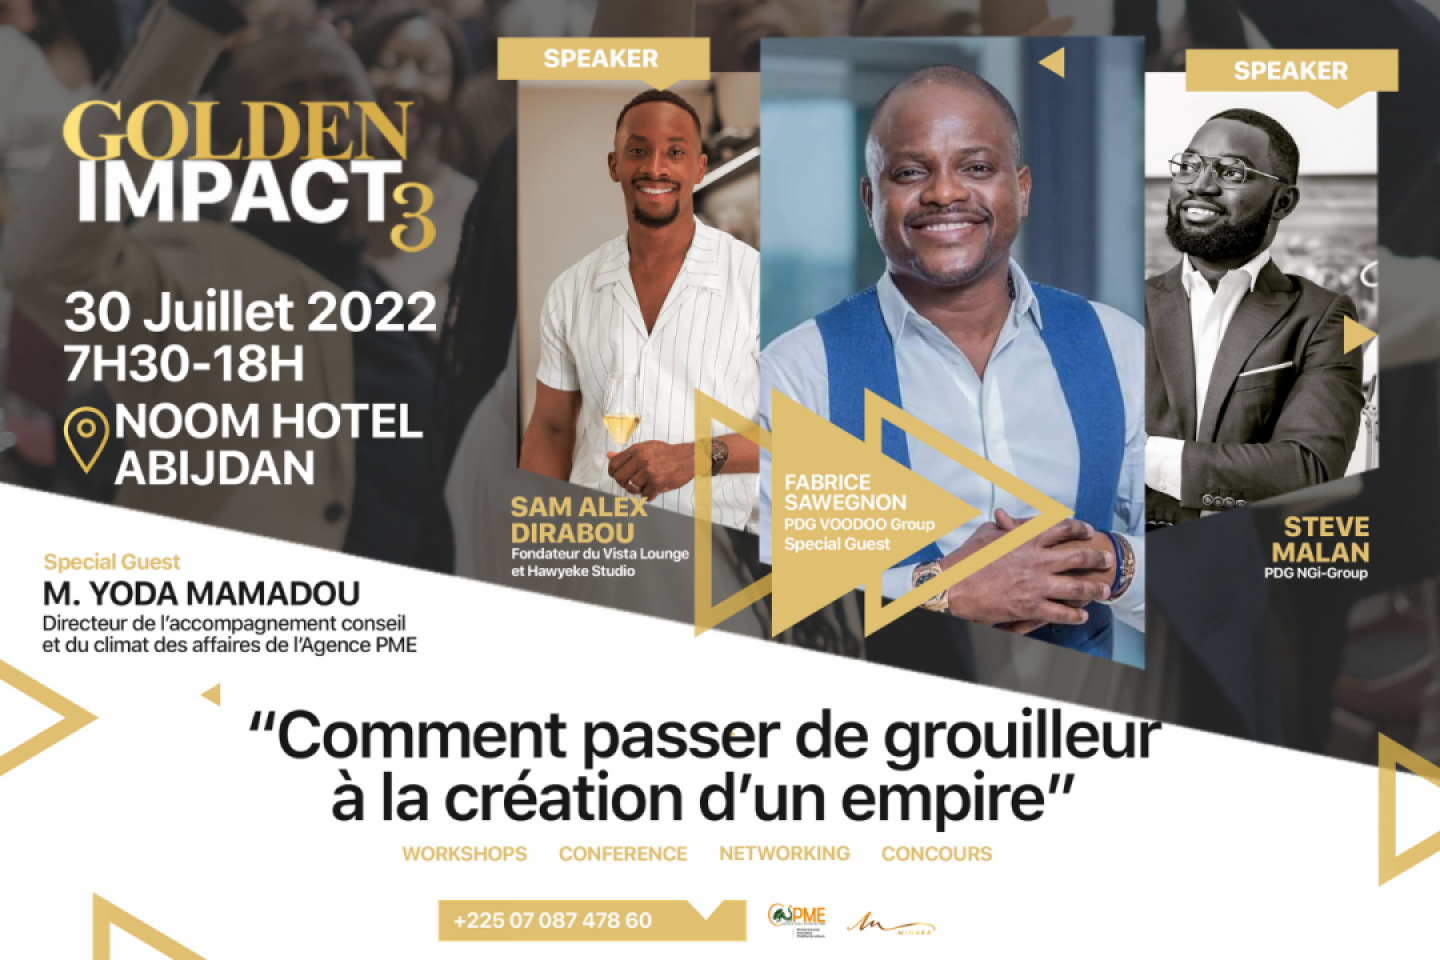 GOLDEN
IMPACT3
30 Juillet 2022
7H30-18H
NOOM HOTEL
ABIJDAN
SPEAKER
SAM ALEX
DIRABOU
Fondateur du Vista Lounge
et Hawyeke Studio
FABRICE
SAWEGNON
PDG VOODOO Group
Special Guest
SPEAKER
STEVE
MALAN
PDG NGi-Group
Special Guest
M. YODA MAMADOU
Directeur de l’accompagnement conseil
et du climat des affaires de l’Agence PME
“Comment passer de grouilleur
à la création d’un empire”
WORKSHOPS CONFERENCE NETWORKING CONCOURS
+225 07 087 478 60
PME
MIHARA